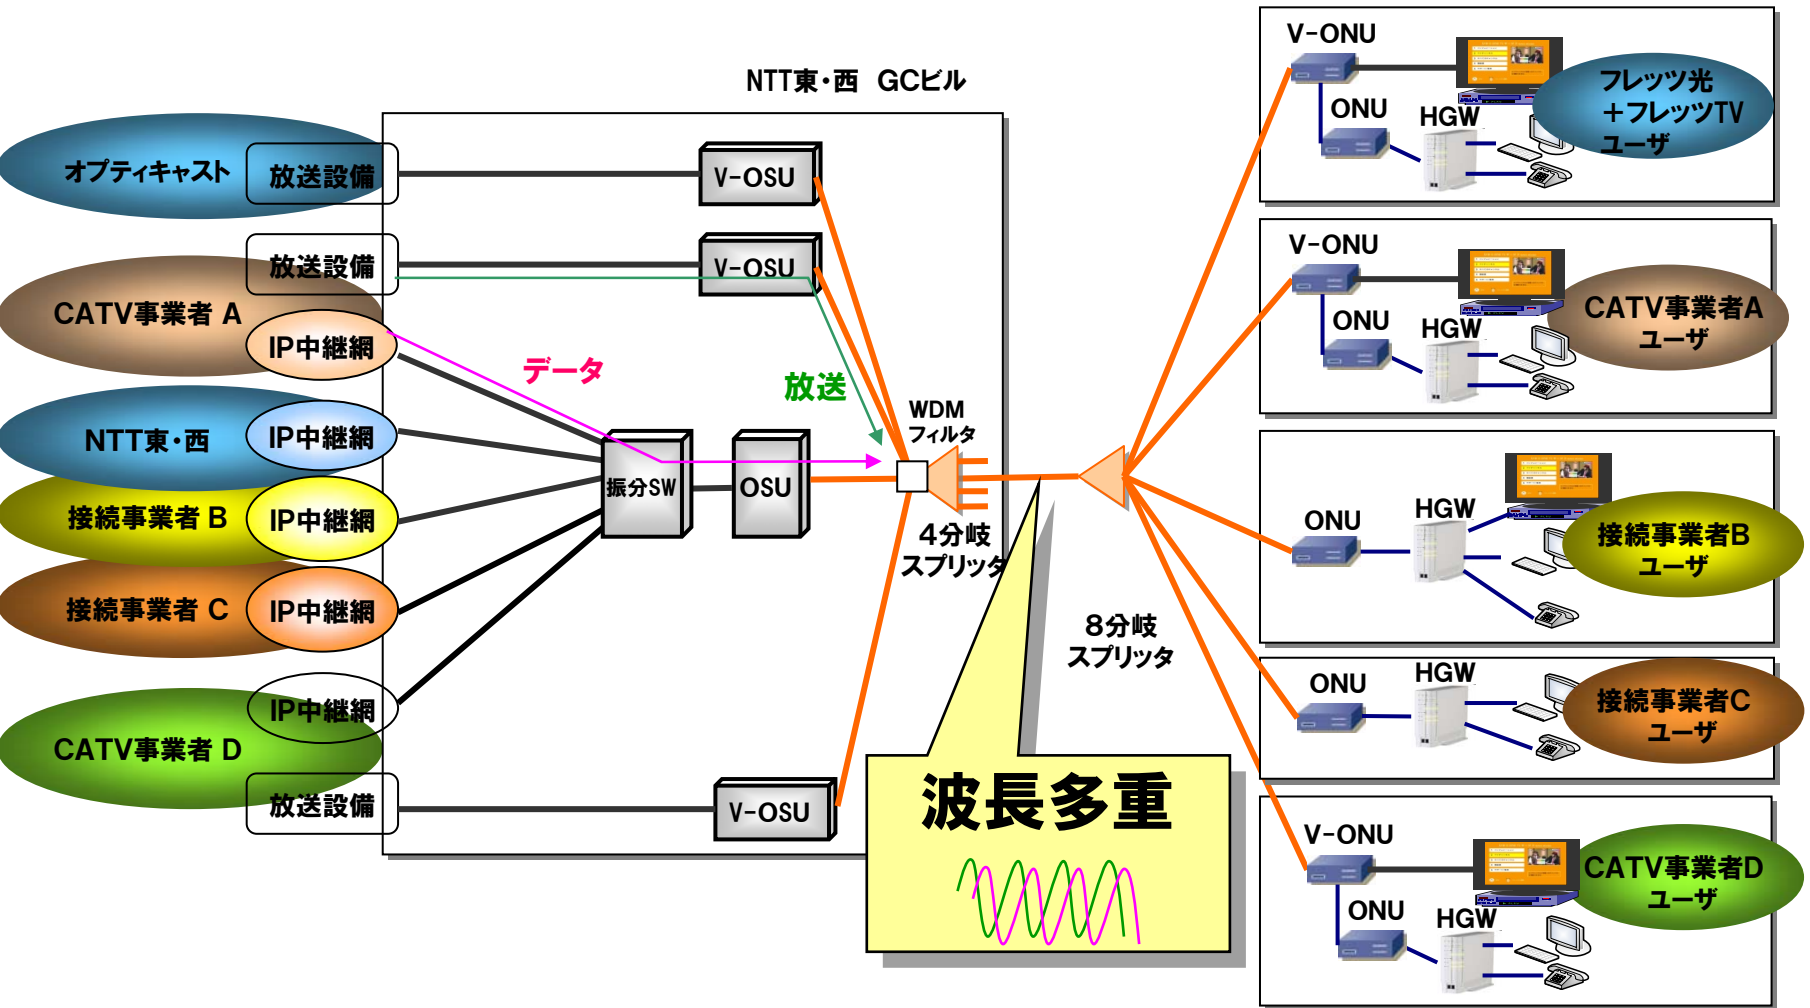 NTT東・西 GCビル
オプティキャスト
放送設備
V-OSU
放送設備
V-OSU
CATV事業者 A
IP中継網
データ
放送
NTT東・西
IP中継網
接続事業者 B
IP中継網
接続事業者 C
IP中継網
IP中継網
CATV事業者 D
放送設備
V-OSU
振分SW
OSU
WDM
フィルタ
4分岐
スプリッタ
8分岐
スプリッタ
波長多重
V-ONU
ONU
HGW
フレッツ光
+フレッツTV
ユーザ
V-ONU
ONU
HGW
CATV事業者A
ユーザ
ONU
HGW
接続事業者B
ユーザ
ONU
HGW
接続事業者C
ユーザ
V-ONU
ONU
HGW
CATV事業者D
ユーザ